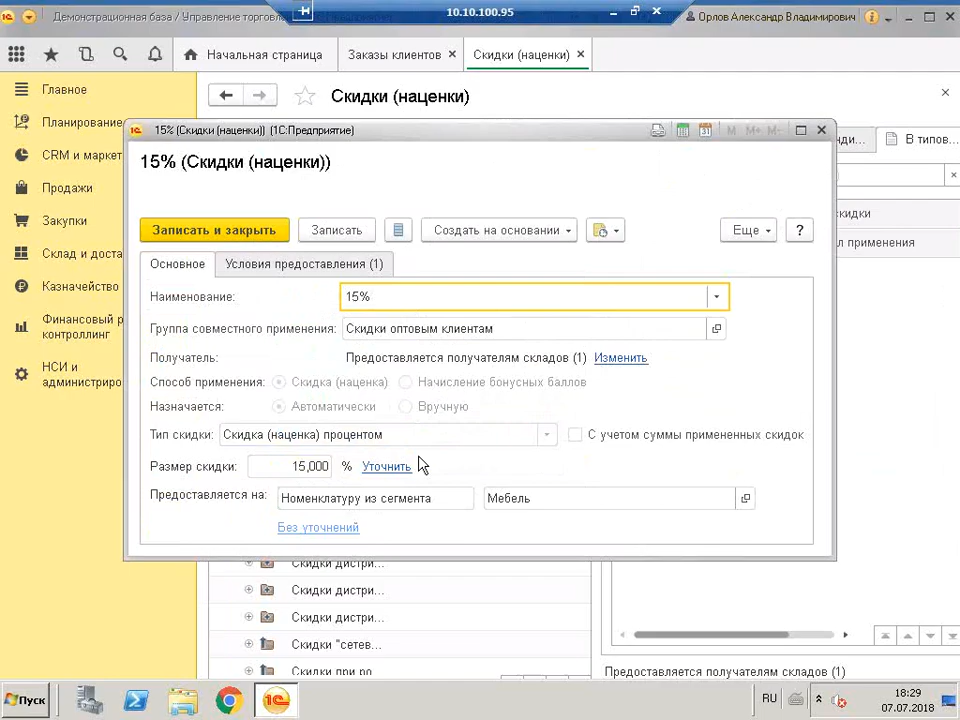 Демонстрационная база / Управление торговл
10.10.100.95
Орлов Александр Владимирович
Начальная страница
Заказы клиентов
Скидки (наценки)
Главное
Планирование
CRM и маркет
Продажи
Закупки
Склад и доста
Казначейство
Финансовый р
контроллинг
НСИ и
администриро
Скидки (наценки)
15% (Скидки (наценки)) (1С:Предприятие)
M M+ M-
15% (Скидки (наценки))
Записать и закрыть
Записать
Создать на основании
Еще
?
Основное
Условия предоставления (1)
Наименование:
15%
Группа совместного применения:
Скидки оптовым клиентам
Получатель:
Предоставляется получателям складов (1) Изменить
Способ применения:
Скидка (наценка)
Начисление бонусных баллов
Назначается:
Автоматически
Вручную
Тип скидки:
Скидка (наценка) процентом
С учетом суммы примененных скидок
Размер скидки:
15,000
%
Уточнить
Предоставляется на:
Номенклатуру из сегмента
Мебель
Без уточнений
нди...
В типов...
скидки
л применения
Скидки дистри...
Скидки дистри...
Скидки дистри...
Скидки "сетев...
Скидки при ро
Предоставляется получателям складов (1)
Пуск
RU
18:29
07.07.2018